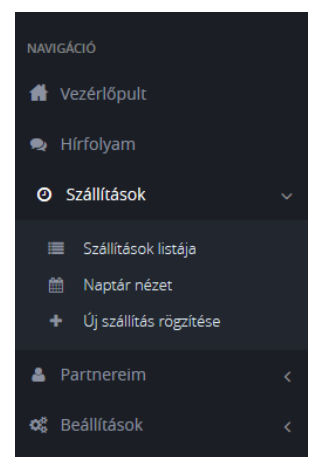 NAVIGÁCIÓ
Vezérlőpult
Hírfolyam
Szállítások
Szállítások listája
Naptár nézet
Új szállítás rögzítése
Partnereim
Beállítások